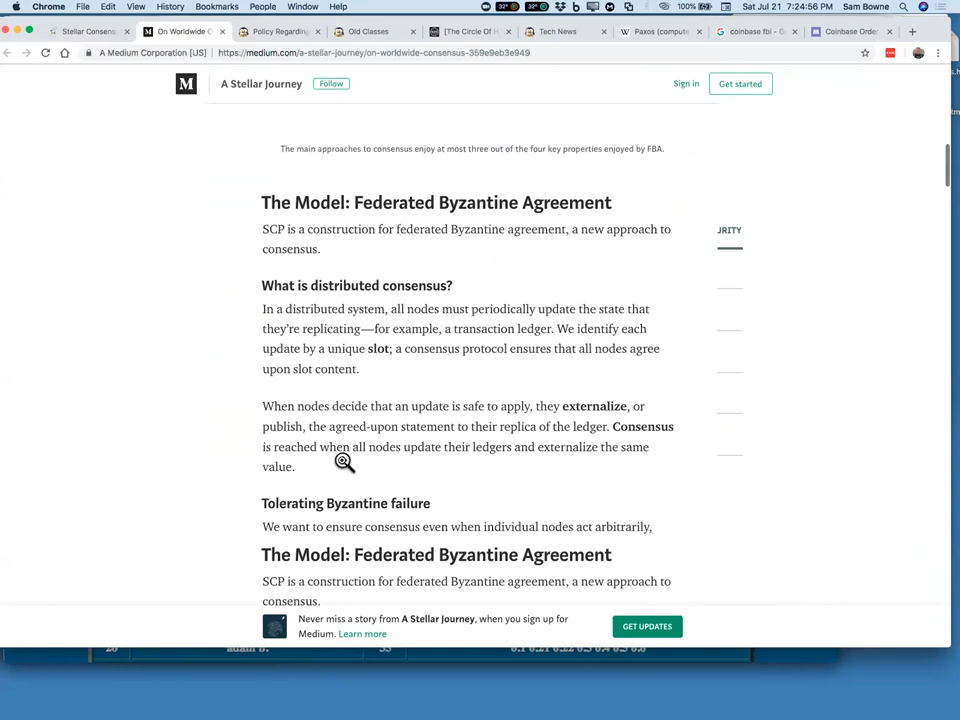 Chrome File Edit View History Bookmarks People Window Help 32° 32° 100% Sat Jul 21 7:24:56 PM Sam Bowne
Stellar Consens × On Worldwide C × Policy Regarding × Old Classes × [The Circle Of H × Tech News × Paxos (compute × coinbase fbi - G × Coinbase Order ×
A Medium Corporation [US] https://medium.com/a-stellar-journey/on-worldwide-consensus-359e9eb3e949
M A Stellar Journey Follow Sign in Get started
The main approaches to consensus enjoy at most three out of the four key properties enjoyed by FBA.
The Model: Federated Byzantine Agreement
SCP is a construction for federated Byzantine agreement, a new approach to
consensus.
JRITY
What is distributed consensus?
In a distributed system, all nodes must periodically update the state that
they're replicating—for example, a transaction ledger. We identify each
update by a unique slot; a consensus protocol ensures that all nodes agree
upon slot content.
When nodes decide that an update is safe to apply, they externalize, or
publish, the agreed-upon statement to their replica of the ledger. Consensus
is reached when all nodes update their ledgers and externalize the same
value.
Tolerating Byzantine failure
We want to ensure consensus even when individual nodes act arbitrarily,
The Model: Federated Byzantine Agreement
SCP is a construction for federated Byzantine agreement, a new approach to
consensus.
Never miss a story from A Stellar Journey, when you sign up for
Medium. Learn more
GET UPDATES